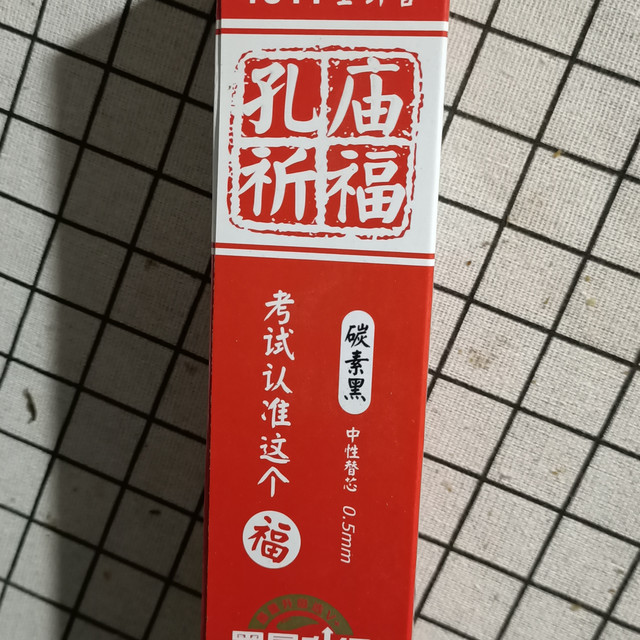 孔庙
祈福
考试认准这个
福
碳素黑
中性替芯 0.5mm